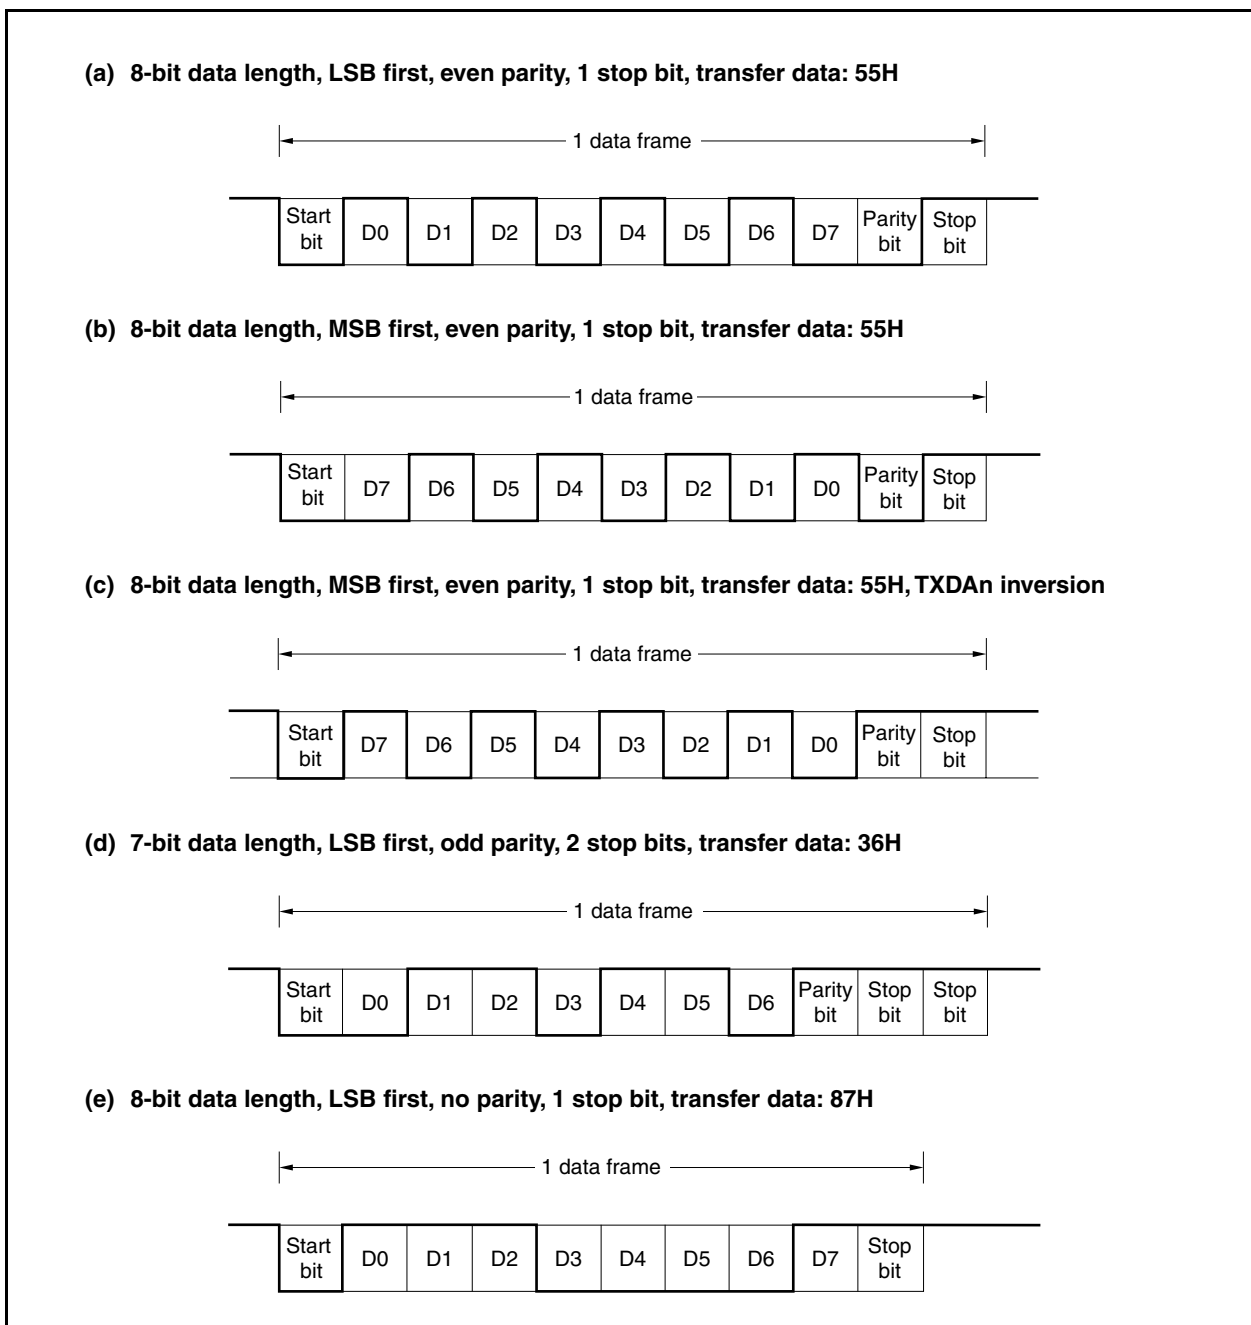 (a) 8-bit data length, LSB first, even parity, 1 stop bit, transfer data: 55H
1 data frame
Start bit D0 D1 D2 D3 D4 D5 D6 D7 Parity bit Stop bit
(b) 8-bit data length, MSB first, even parity, 1 stop bit, transfer data: 55H
1 data frame
Start bit D7 D6 D5 D4 D3 D2 D1 D0 Parity bit Stop bit
(c) 8-bit data length, MSB first, even parity, 1 stop bit, transfer data: 55H, TXDAn inversion
1 data frame
Start bit D7 D6 D5 D4 D3 D2 D1 D0 Parity bit Stop bit
(d) 7-bit data length, LSB first, odd parity, 2 stop bits, transfer data: 36H
1 data frame
Start bit D0 D1 D2 D3 D4 D5 D6 Parity bit Stop bit Stop bit
(e) 8-bit data length, LSB first, no parity, 1 stop bit, transfer data: 87H
1 data frame
Start bit D0 D1 D2 D3 D4 D5 D6 D7 Stop bit